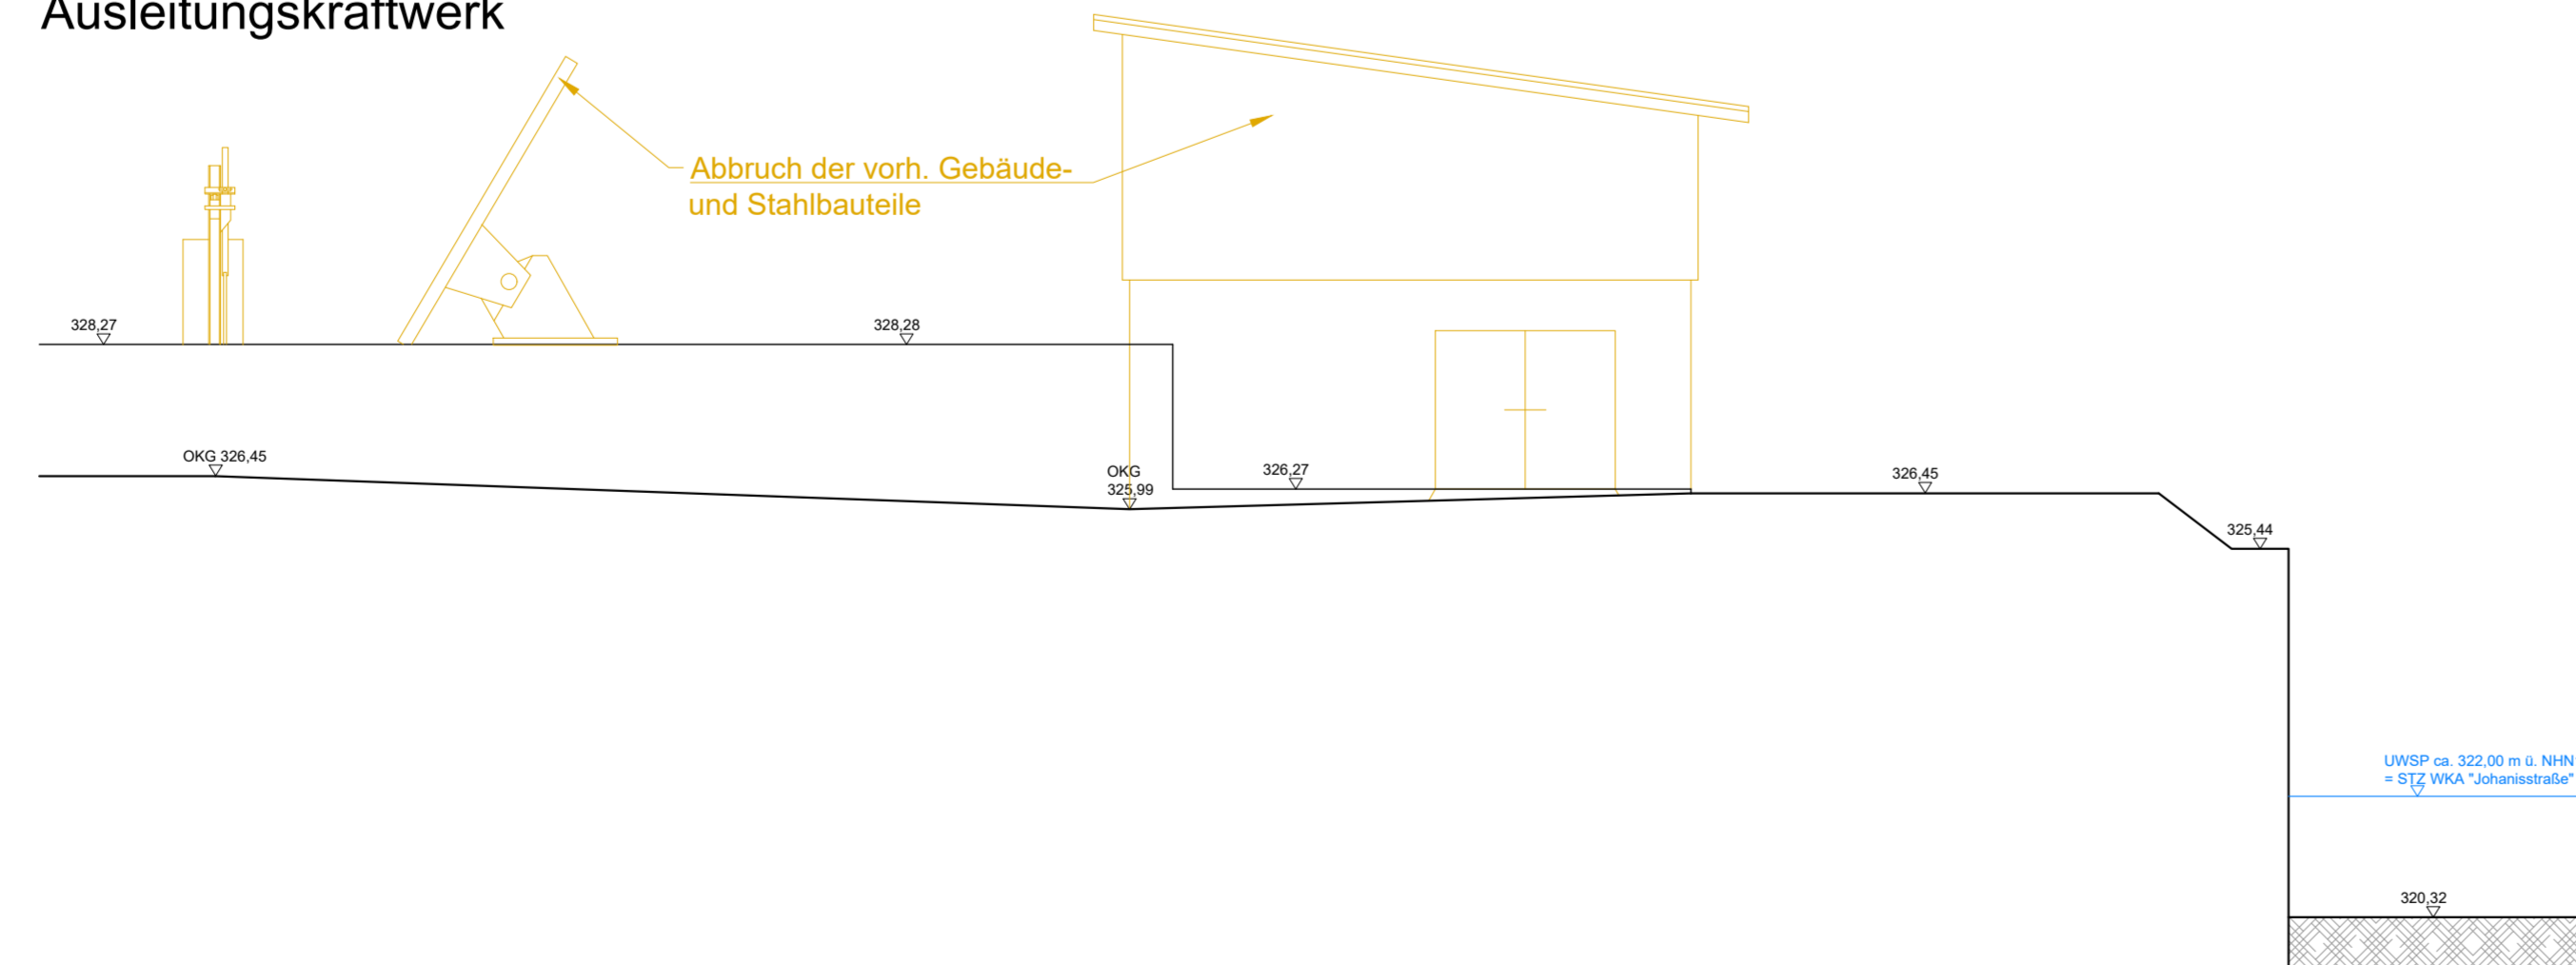 Ausleitungskraftwerk
Abbruch der vorh. Gebäude-
und Stahlbauteile
328,27
328,28
OKG 326,45
OKG
325,99
326,27
326,45
325,44
UWSP ca. 322,00 m ü. NHN
= STZ WKA "Johanisstraße"
320,32